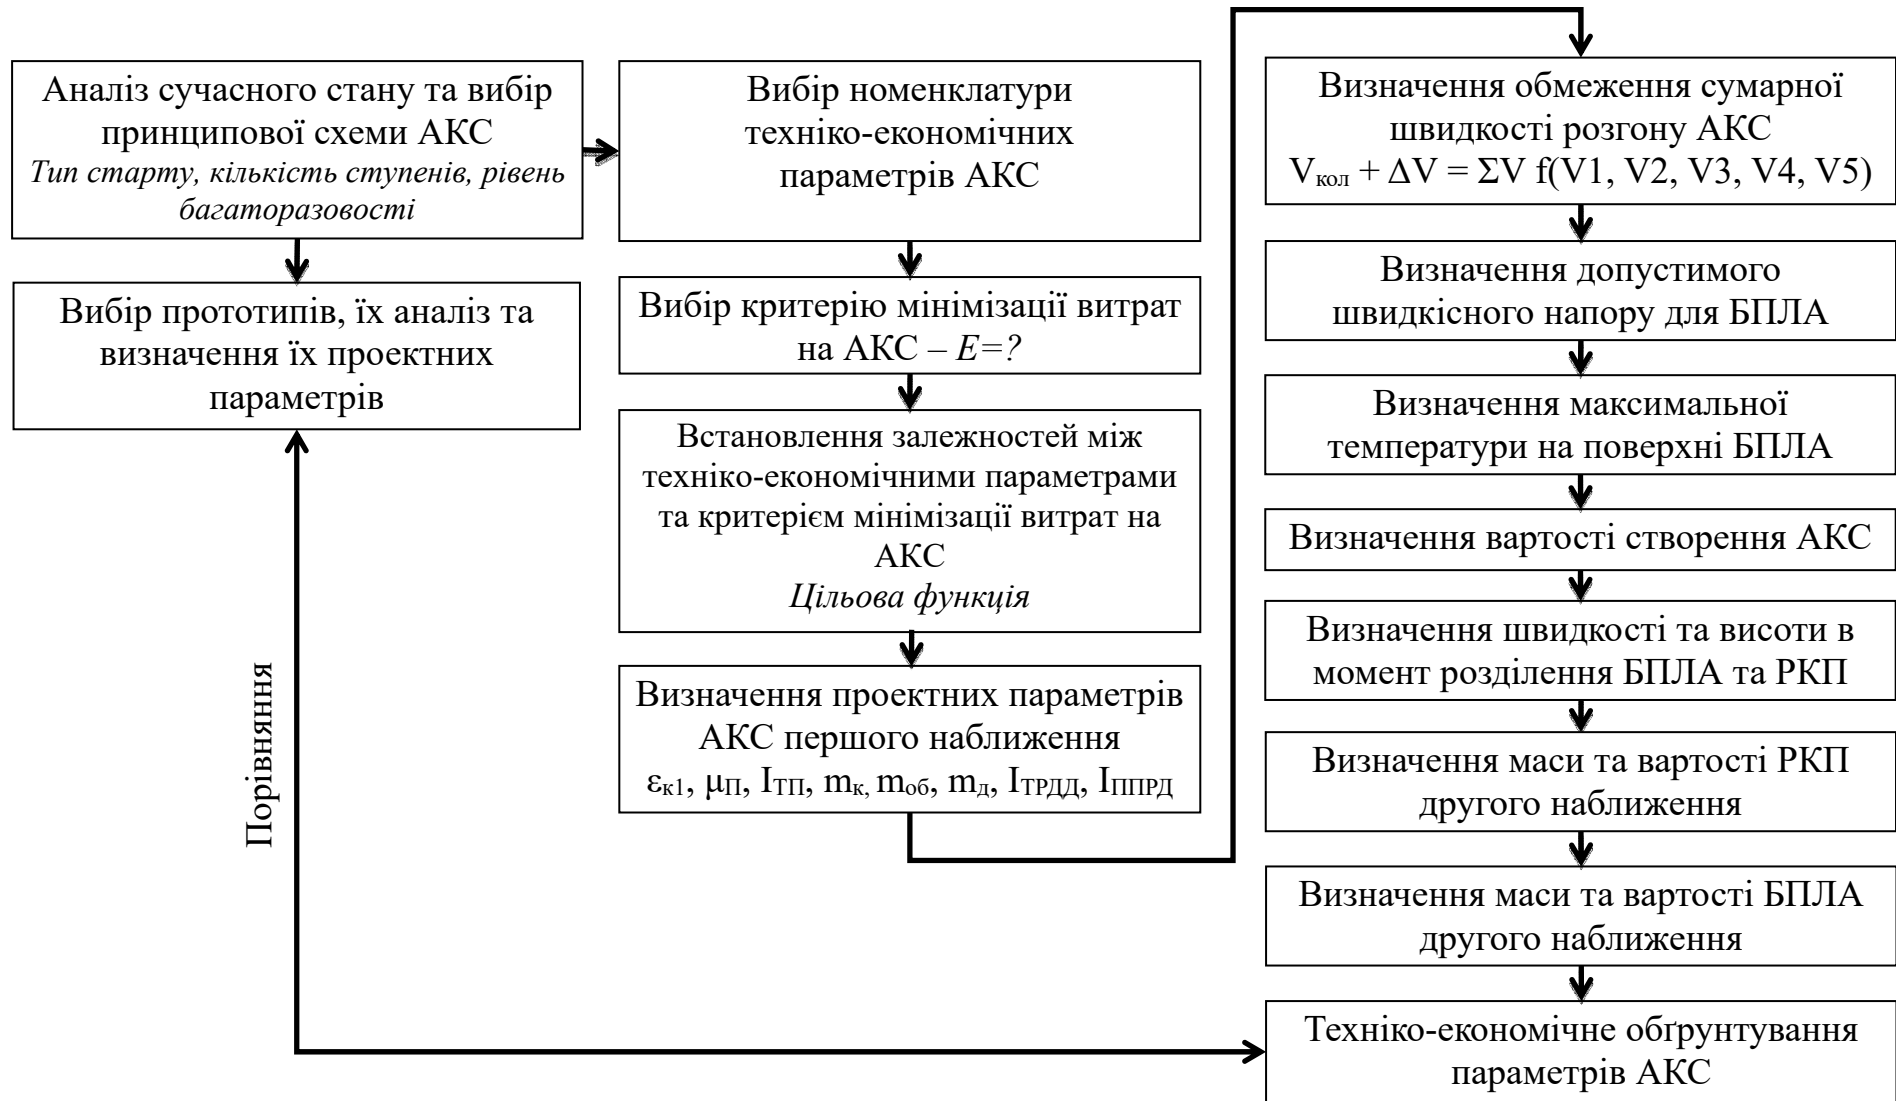 Аналіз сучасного стану та вибір
принципової схеми АКС
Тип старту, кількість ступенів, рівень
багаторазовості
Вибір прототипів, їх аналіз та
визначення їх проектних
параметрів
Порівняння
Вибір номенклатури
техніко-економічних
параметрів АКС
Вибір критерію мінімізації витрат
на АКС – E=?
Встановлення залежностей між
техніко-економічними параметрами
та критерієм мінімізації витрат на
АКС
Цільова функція
Визначення проектних параметрів
АКС першого наближення
εк1, μП, IТП, mк, mоб, mд, IТРДД, IППРД
Визначення обмеження сумарної
швидкості розгону АКС
Vкол + ΔV = ΣV f(V1, V2, V3, V4, V5)
Визначення допустимого
швидкісного напору для БПЛА
Визначення максимальної
температури на поверхні БПЛА
Визначення вартості створення АКС
Визначення швидкості та висоти в
момент розділення БПЛА та РКП
Визначення маси та вартості РКП
другого наближення
Визначення маси та вартості БПЛА
другого наближення
Техніко-економічне обґрунтування
параметрів АКС